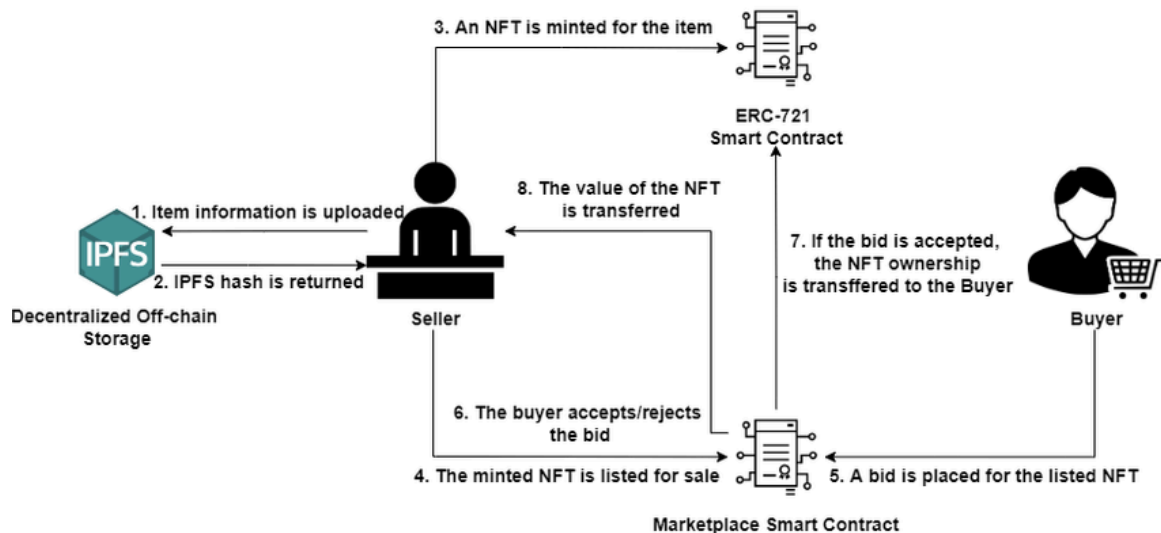 3. An NFT is minted for the item
ERC-721
Smart Contract
8. The value of the NFT
is transferred
1. Item information is uploaded
IPFS
2. IPFS hash is returned
Decentralized Off-chain
Storage
Seller
7. If the bid is accepted,
the NFT ownership
is transffered to the Buyer
Buyer
6. The buyer accepts/rejects
the bid
4. The minted NFT is listed for sale
5. A bid is placed for the listed NFT
Marketplace Smart Contract